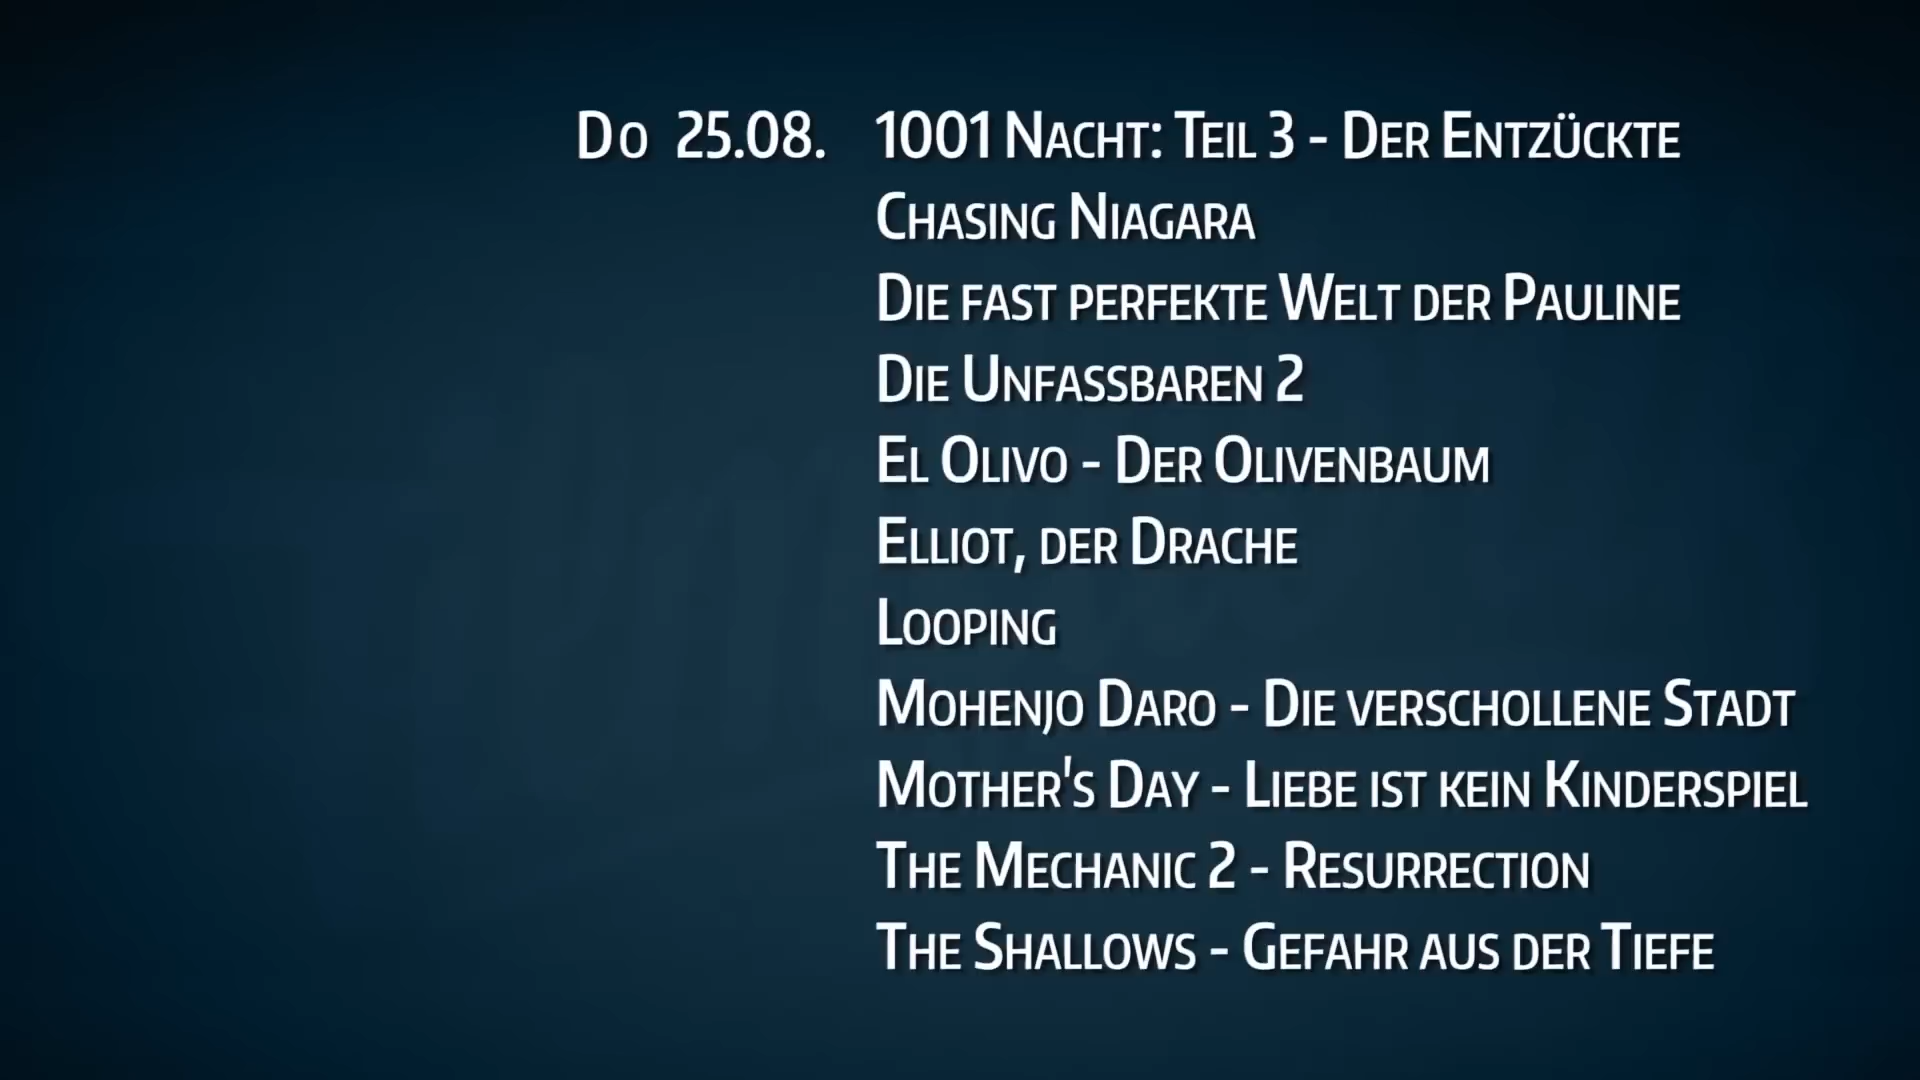 Do 25.08. 1001 Nacht: Teil 3 - Der Entzückte
Chasing Niagara
Die fast perfekte Welt der Pauline
Die Unfassbaren 2
El Olivo - Der Olivenbaum
Elliot, der Drache
Looping
Mohenjo Daro - Die verschollene Stadt
Mother's Day - Liebe ist kein Kinderspiel
The Mechanic 2 - Resurrection
The Shallows - Gefahr aus der Tiefe